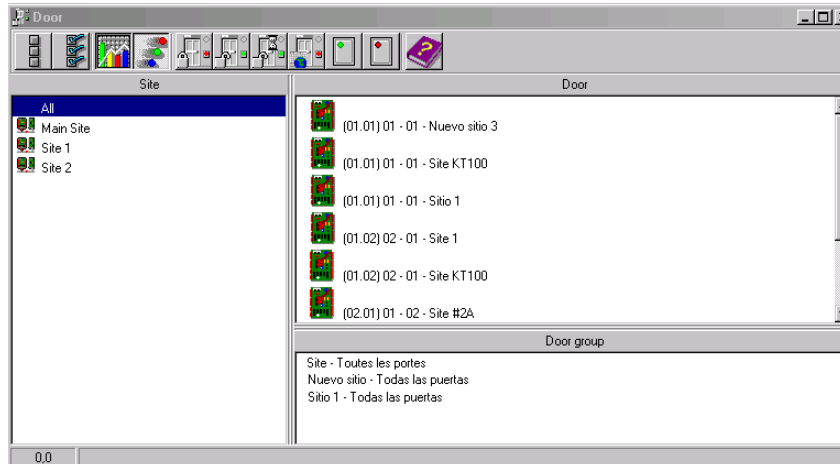 Door
Site
Door
All
Main Site
Site 1
Site 2
(01.01) 01 - 01 - Nuevo sitio 3
(01.01) 01 - 01 - Site KT100
(01.01) 01 - 01 - Sitio 1
(01.02) 02 - 01 - Site 1
(01.02) 02 - 01 - Site KT100
(02.01) 01 - 02 - Site #2A
Door group
Site - Toutes les portes
Nuevo sitio - Todas las puertas
Sitio 1 - Todas las puertas
0,0